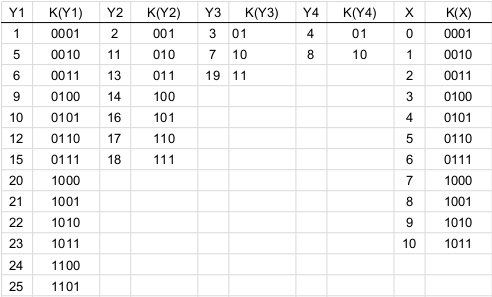 Y1 K(Y1) Y2 K(Y2) Y3 K(Y3) Y4 K(Y4) X K(X)
1 0001 2 001 3 01 4 01 0 0001
5 0010 11 010 7 10 8 10 1 0010
6 0011 13 011 19 11 2 0011
9 0100 14 100 3 0100
10 0101 16 101 4 0101
12 0110 17 110 5 0110
15 0111 18 111 6 0111
20 1000 7 1000
21 1001 8 1001
22 1010 9 1010
23 1011 10 1011
24 1100
25 1101